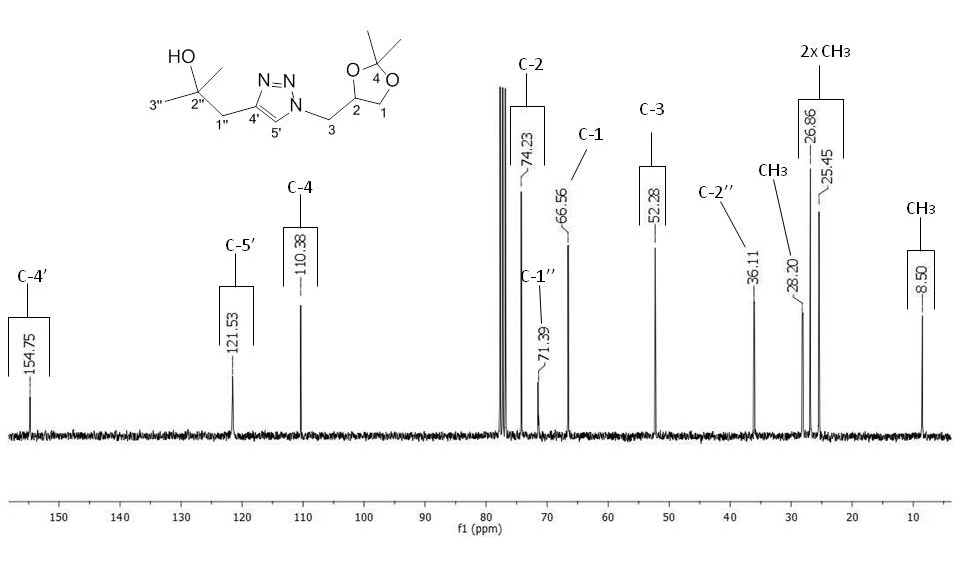 HO
N
N
N
O
O
4
3"
2"
1"
4'
5'
3
2
1
C-4'
154.75
C-5'
121.53
C-4
110.38
C-2
74.23
C-1''
71.39
C-1
66.56
C-3
52.28
C-2''
36.11
CH3
28.20
2x CH3
26.86
25.45
CH3
8.50
150 140 130 120 110 100 90 80 70 60 50 40 30 20 10
f1 (ppm)